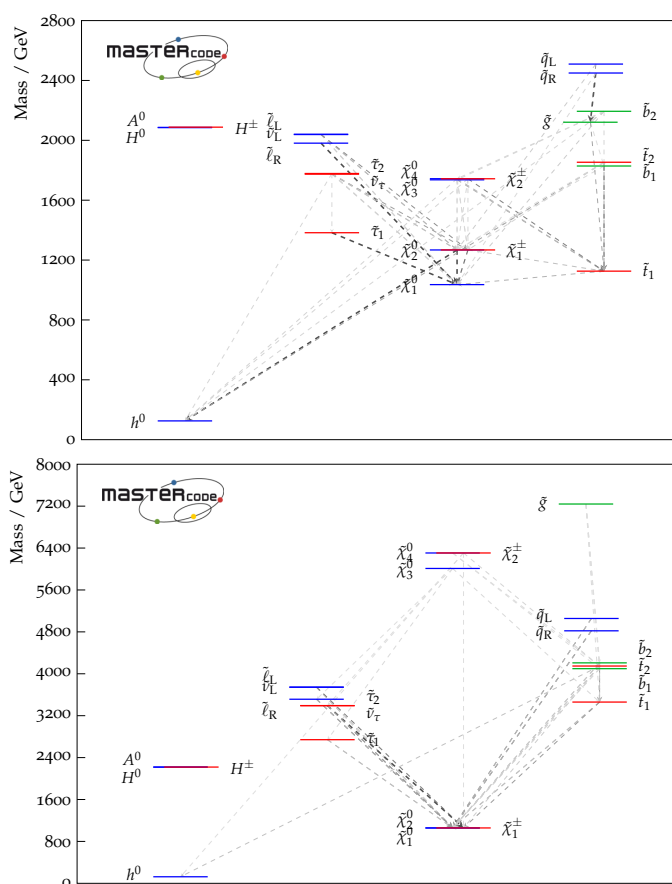 2800
2400
2000
1600
1200
800
400
0
Mass / GeV
MASTERCODE
A⁰
H⁰
H±
h⁰
ℓ̃L
ν̃L
ℓ̃R
τ̃2
ν̃τ
τ̃1
χ̃⁰4
χ̃⁰3
χ̃±2
χ̃⁰2
χ̃±1
χ̃⁰1
q̃L
q̃R
g̃
b̃2
t̃2
b̃1
t̃1
8000
7200
6400
5600
4800
4000
3200
2400
1600
800
0
Mass / GeV
MASTERCODE
A⁰
H⁰
H±
h⁰
ℓ̃L
ν̃L
ℓ̃R
τ̃2
ν̃τ
τ̃1
χ̃⁰4
χ̃⁰3
χ̃±2
χ̃⁰2
χ̃⁰1
χ̃±1
g̃
q̃L
q̃R
b̃2
t̃2
b̃1
t̃1